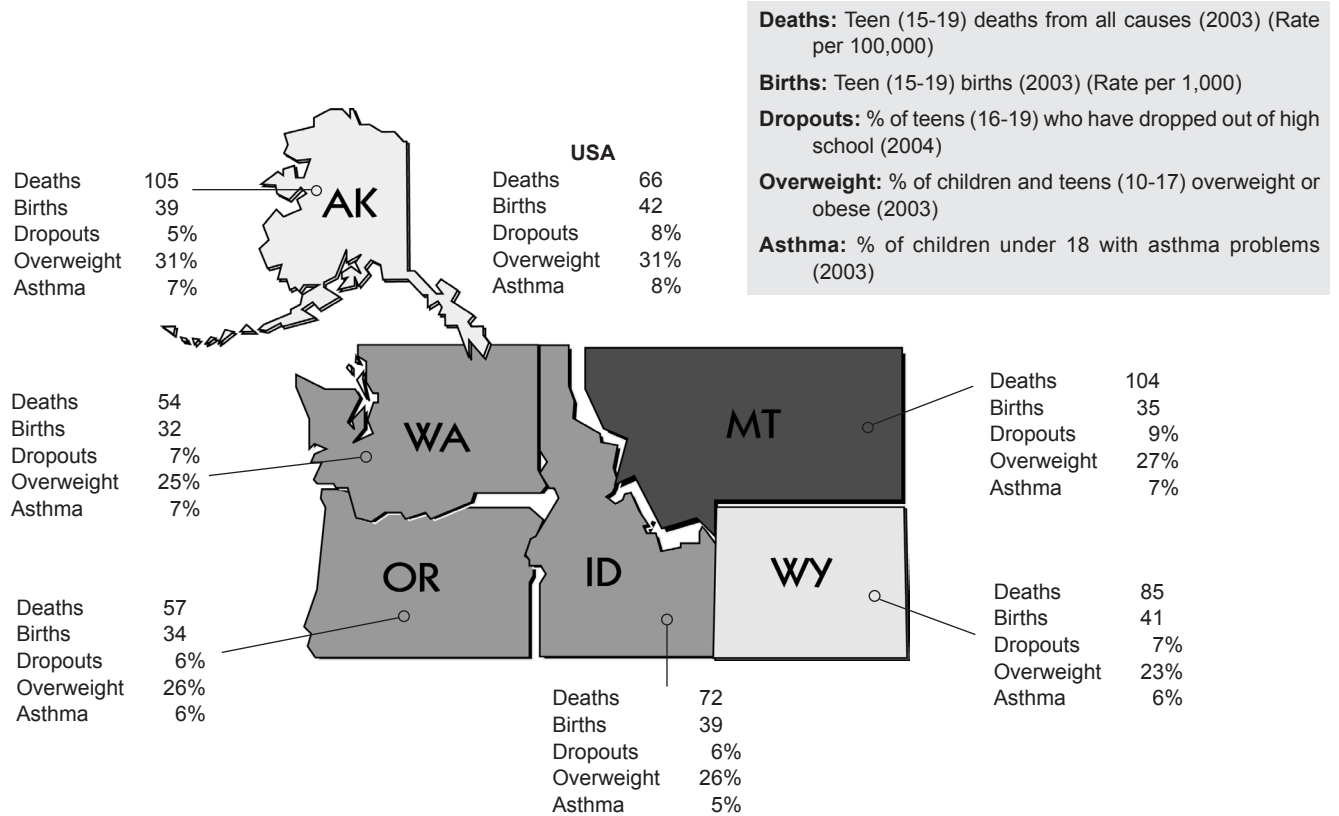 Deaths: Teen (15-19) deaths from all causes (2003) (Rate
per 100,000)
Births: Teen (15-19) births (2003) (Rate per 1,000)
Dropouts: % of teens (16-19) who have dropped out of high
school (2004)
Overweight: % of children and teens (10-17) overweight or
obese (2003)
Asthma: % of children under 18 with asthma problems
(2003)
Deaths 105
Births 39
Dropouts 5%
Overweight 31%
Asthma 7%
AK
USA
Deaths 66
Births 42
Dropouts 8%
Overweight 31%
Asthma 8%
Deaths 54
Births 32
Dropouts 7%
Overweight 25%
Asthma 7%
WA
MT
Deaths 104
Births 35
Dropouts 9%
Overweight 27%
Asthma 7%
Deaths 57
Births 34
Dropouts 6%
Overweight 26%
Asthma 6%
OR
ID
WY
Deaths 85
Births 41
Dropouts 7%
Overweight 23%
Asthma 6%
Deaths 72
Births 39
Dropouts 6%
Overweight 26%
Asthma 5%